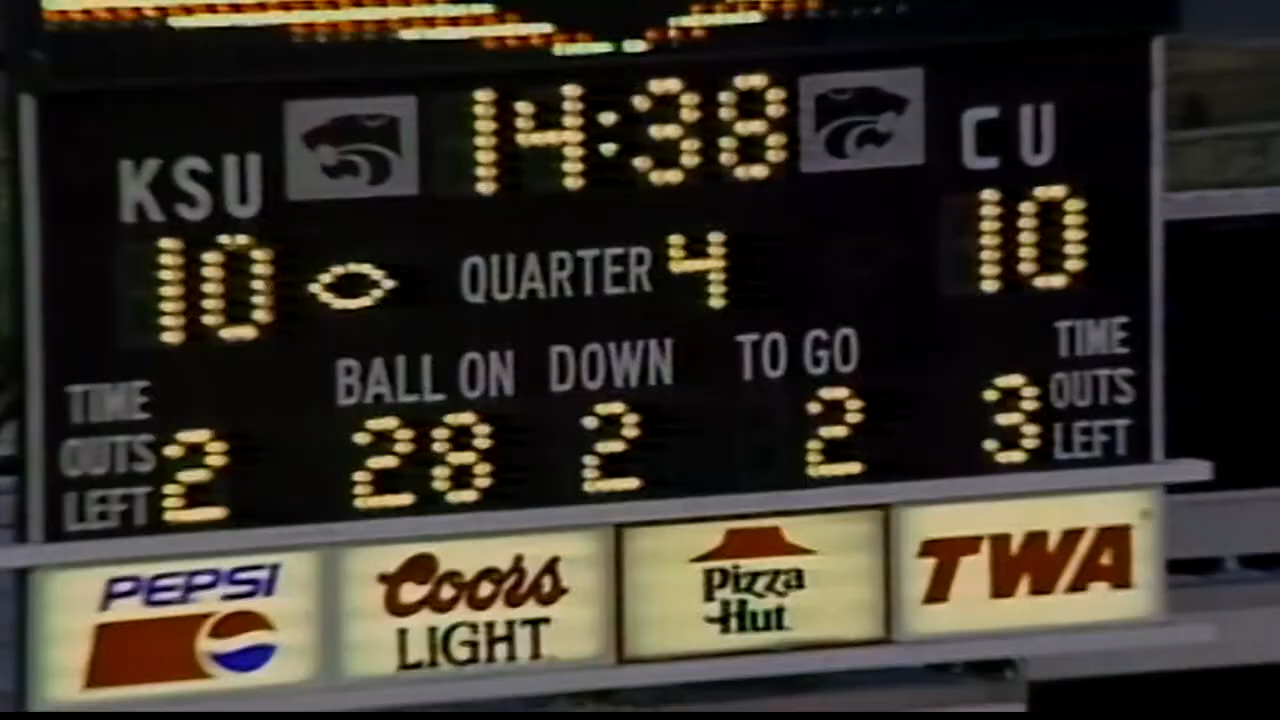 14:38
KSU
CU
10
QUARTER 4
10
BALL ON
DOWN
TO GO
28
2
2
TIME
OUTS
LEFT
2
3
TIME
OUTS
LEFT
PEPSI
Coors
LIGHT
Pizza
Hut
TWA